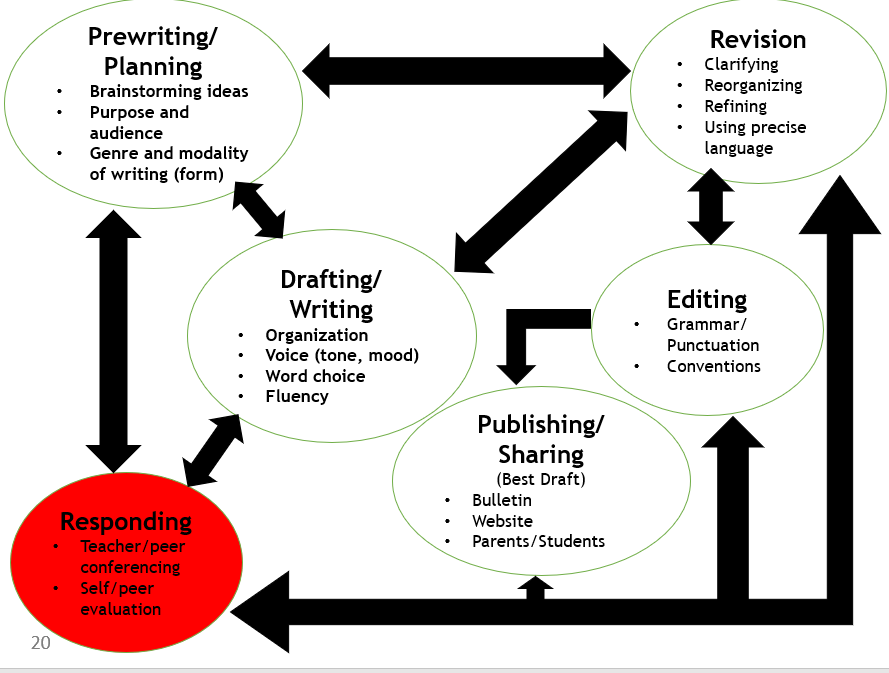 Prewriting/
Planning
• Brainstorming ideas
• Purpose and
audience
• Genre and modality
of writing (form)
Revision
• Clarifying
• Reorganizing
• Refining
• Using precise
language
Drafting/
Writing
• Organization
• Voice (tone, mood)
• Word choice
• Fluency
Editing
• Grammar/
Punctuation
• Conventions
Publishing/
Sharing
(Best Draft)
• Bulletin
• Website
• Parents/Students
Responding
• Teacher/peer
conferencing
• Self/peer
evaluation
20